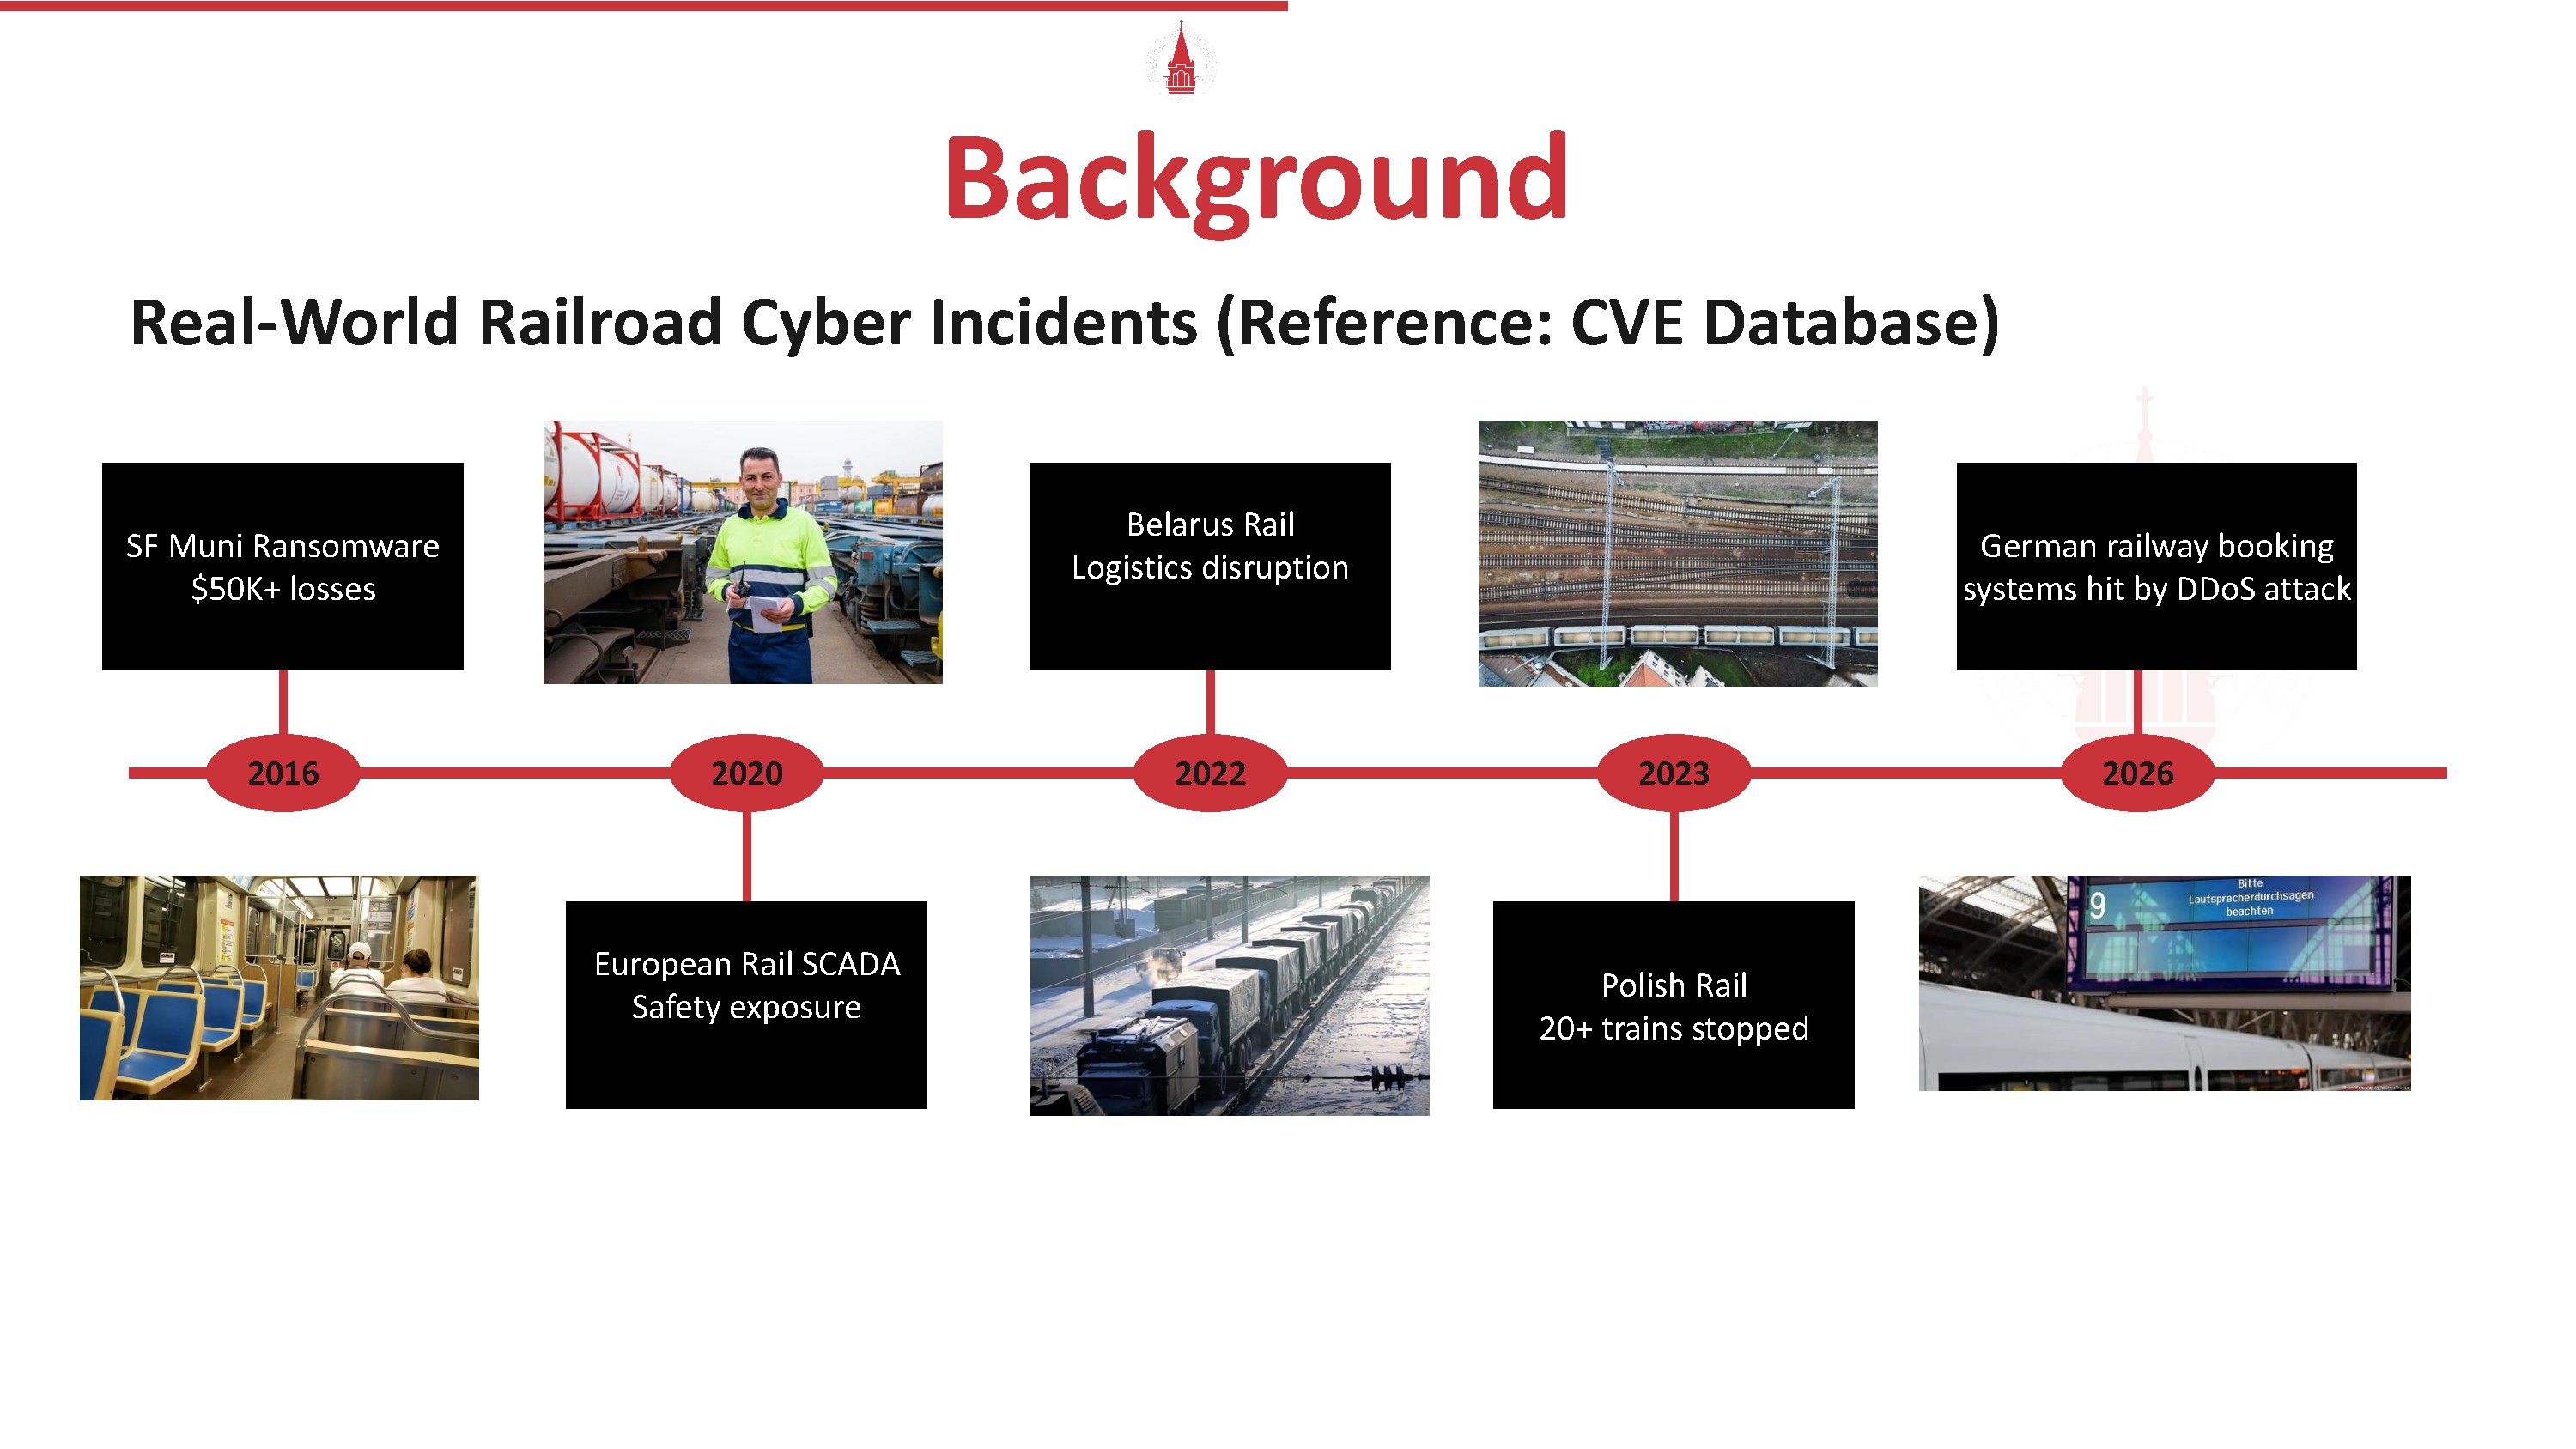 Background
Real-World Railroad Cyber Incidents (Reference: CVE Database)
SF Muni Ransomware
$50K+ losses
Belarus Rail
Logistics disruption
German railway booking
systems hit by DDoS attack
2016
2020
2022
2023
2026
European Rail SCADA
Safety exposure
Polish Rail
20+ trains stopped
9
Bitte
Lautsprecherdurchsagen
beachten